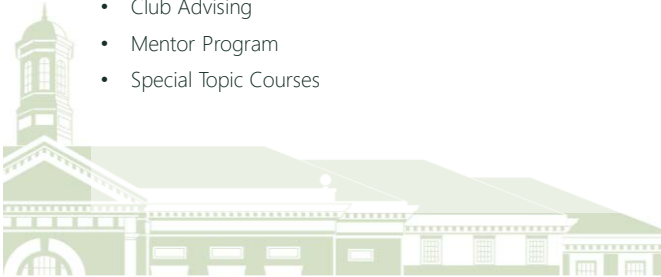 • Club Advising
• Mentor Program
• Special Topic Courses